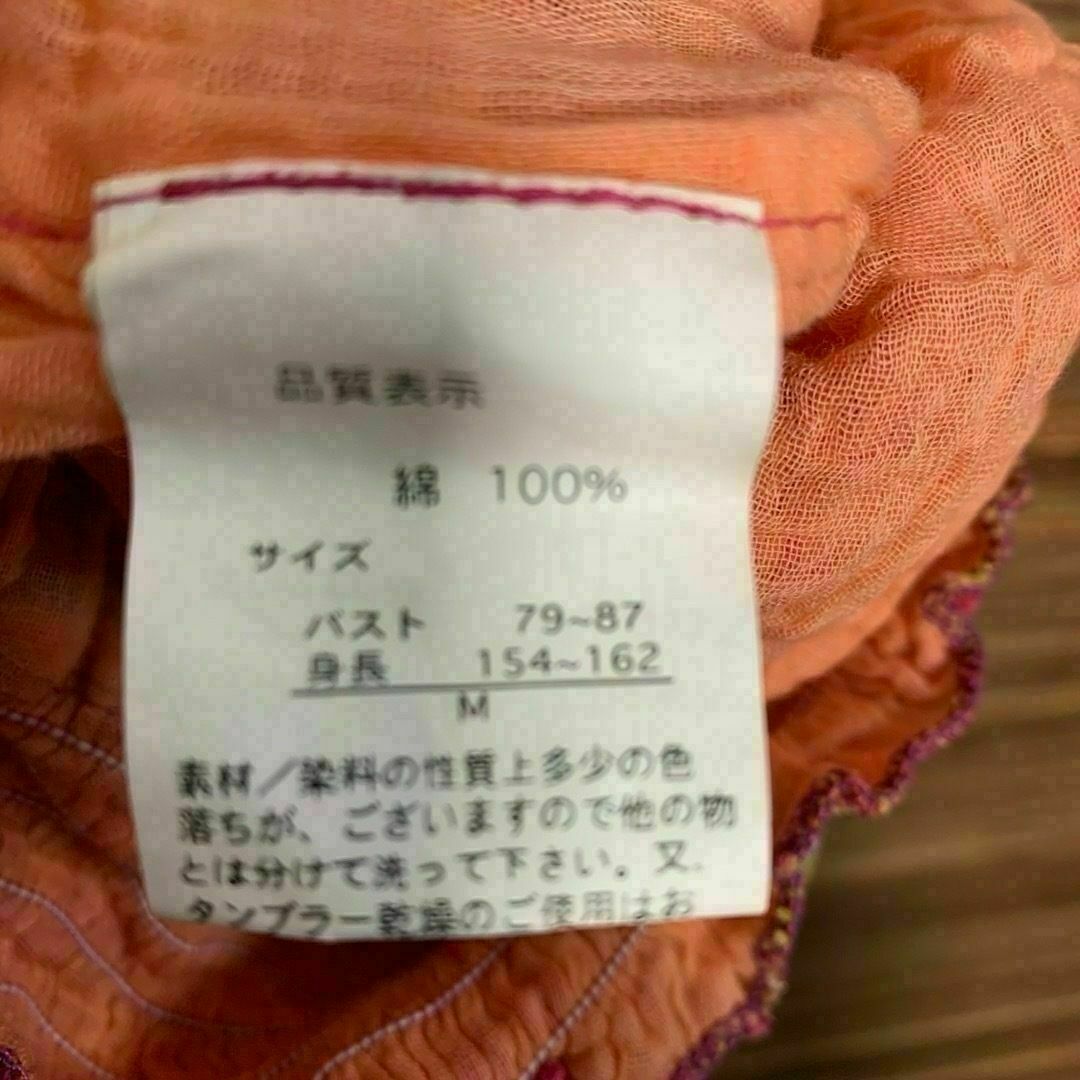 品質表示
綿 100%
サイズ
バスト 79~87
身長 154~162
M
素材/染料の性質上多少の色
落ちが、ございますので他の物
とは分けて洗って下さい。又、
タンブラー乾燥のご使用はお